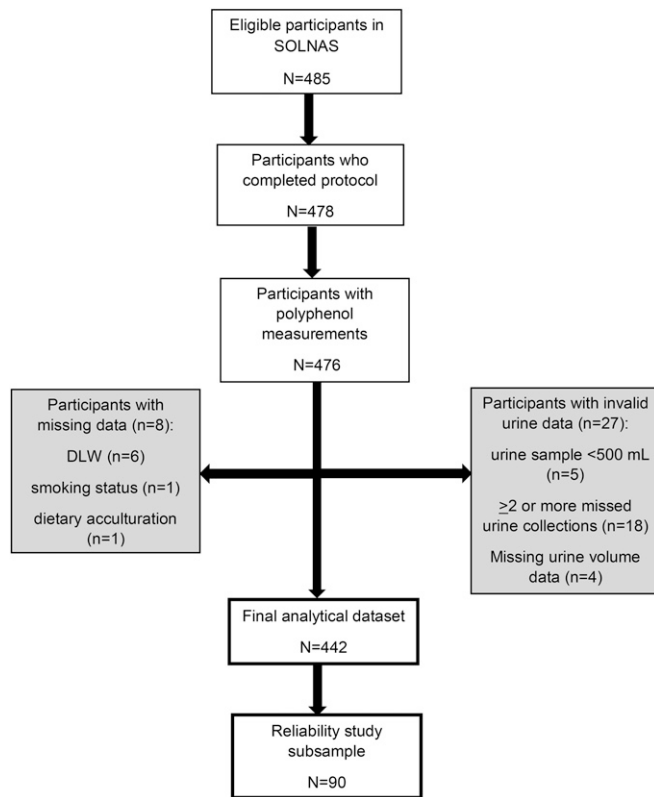 Eligible participants in
SOLNAS
N=485
Participants who
completed protocol
N=478
Participants with
polyphenol
measurements
N=476
Participants with
missing data (n=8):
DLW (n=6)
smoking status (n=1)
dietary acculturation
(n=1)
Participants with invalid
urine data (n=27):
urine sample <500 mL
(n=5)
≥2 or more missed
urine collections (n=18)
Missing urine volume
data (n=4)
Final analytical dataset
N=442
Reliability study
subsample
N=90